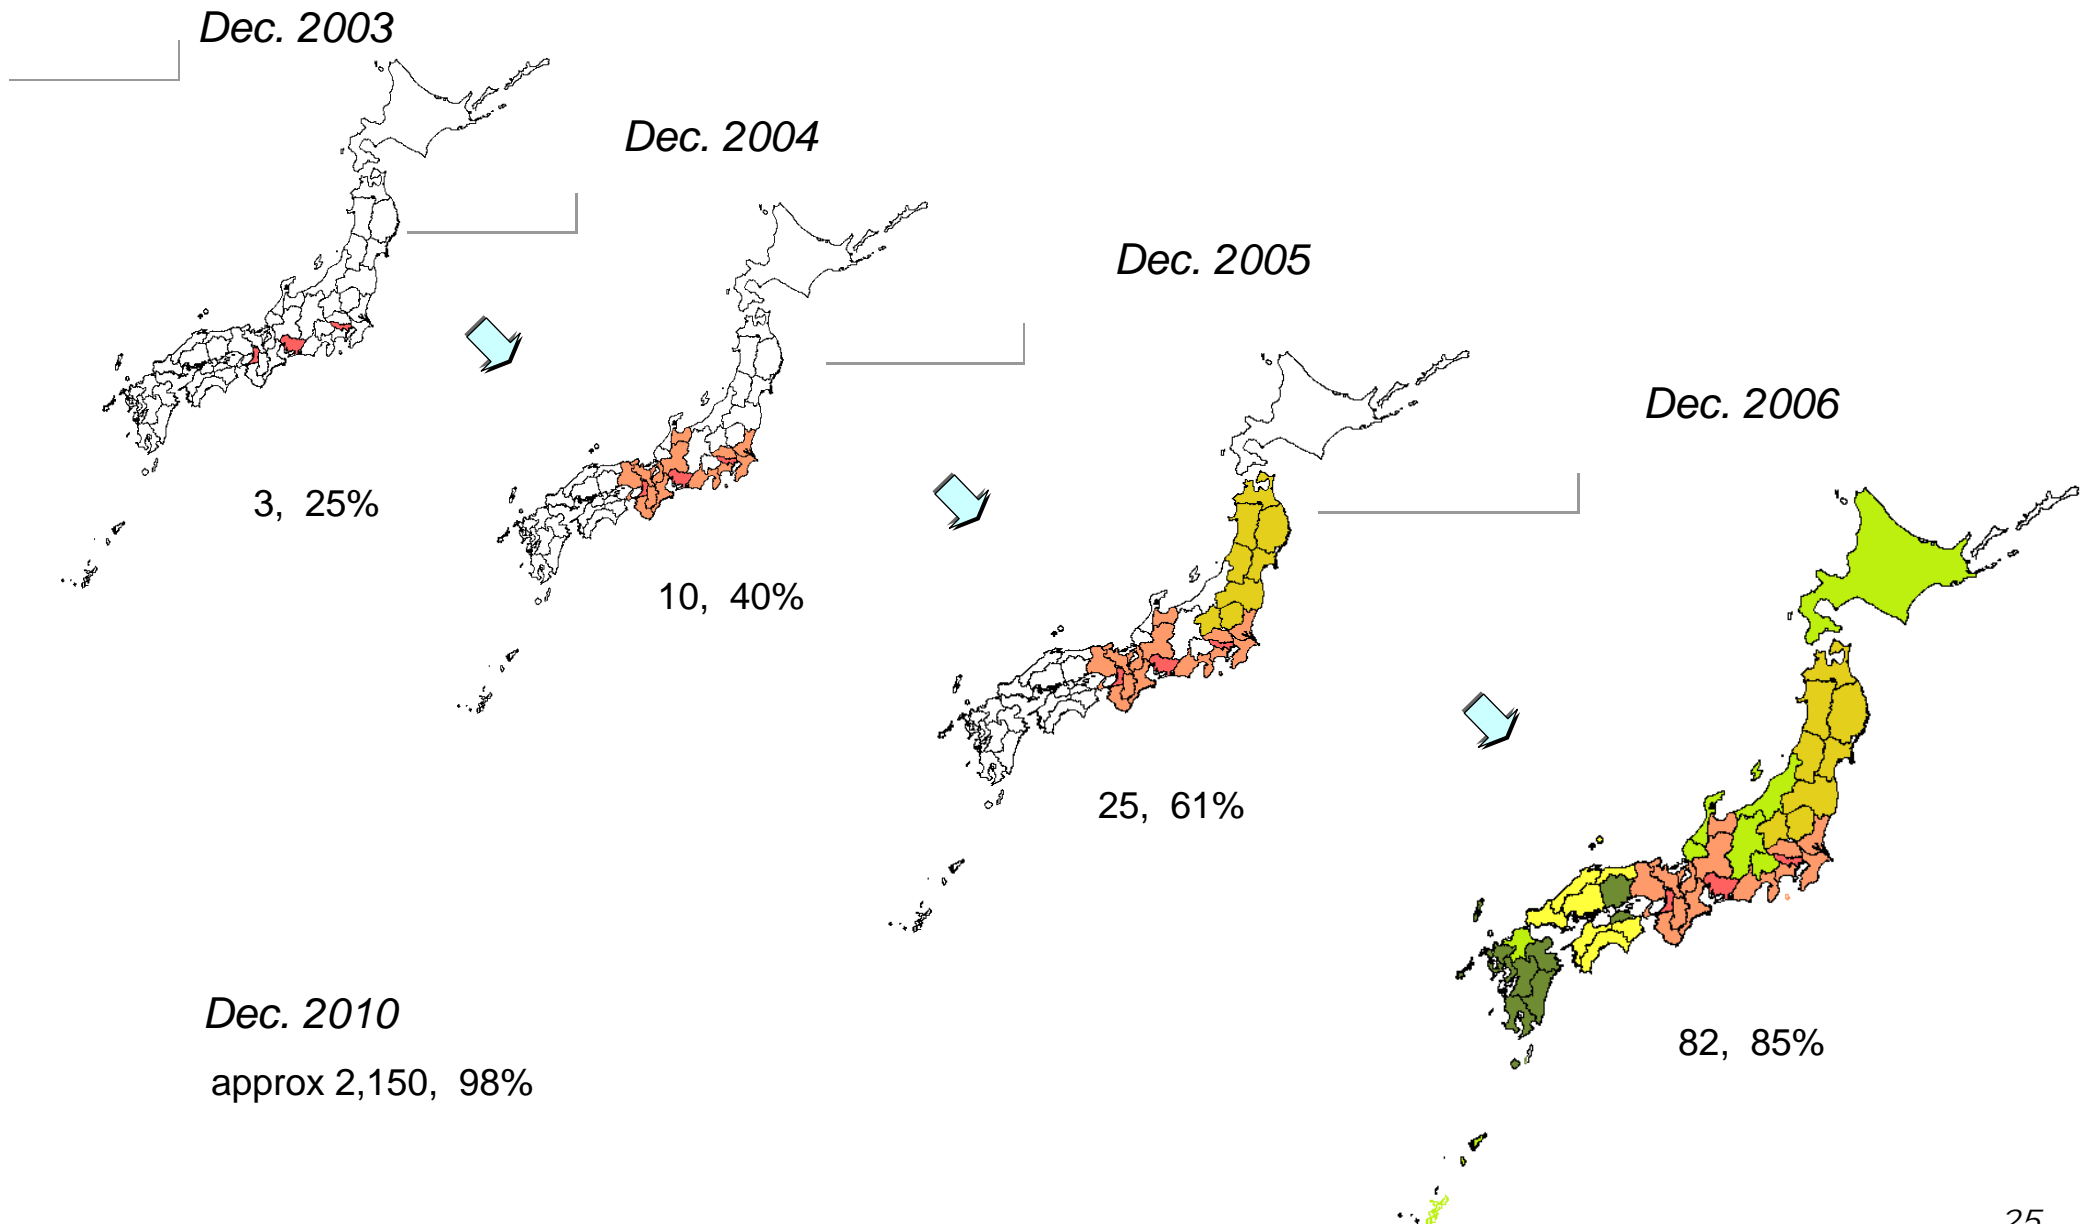 Dec. 2003
Dec. 2004
Dec. 2005
Dec. 2006
3, 25%
10, 40%
25, 61%
82, 85%
Dec. 2010
approx 2,150, 98%
25